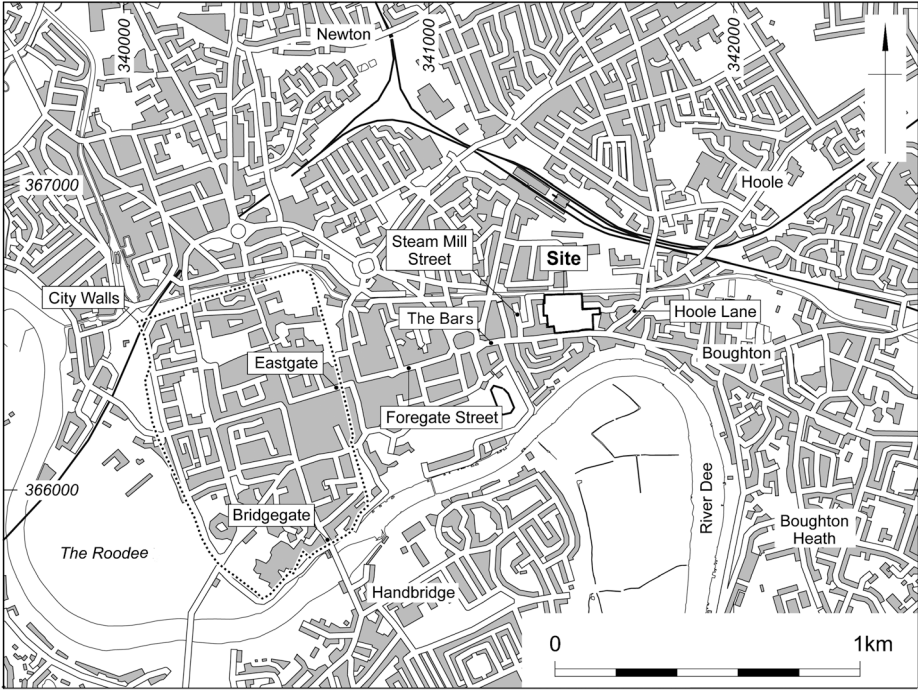 Newton
340000
341000
342000
367000
Hoole
Steam Mill
Street
Site
City Walls
The Bars
Hoole Lane
Eastgate
Boughton
Foregate Street
366000
Bridgegate
River Dee
Boughton
Heath
The Roodee
Handbridge
0
1km